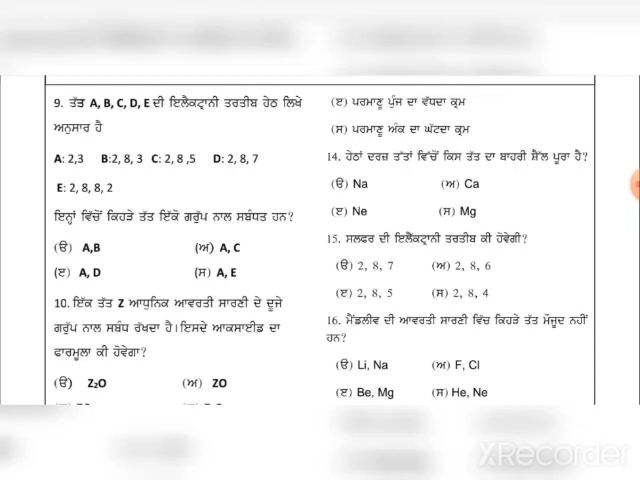 9. ਤੱਤ A, B, C, D, E ਦੀ ਇਲੈਕਟ੍ਰਾਨੀ ਤਰਤੀਬ ਹੇਠ ਲਿਖੇ
ਅਨੁਸਾਰ ਹੈ
A: 2,3 B:2, 8, 3 C: 2, 8 ,5 D: 2, 8, 7
E: 2, 8, 8, 2
ਇਨ੍ਹਾਂ ਵਿੱਚੋਂ ਕਿਹੜੇ ਤੱਤ ਇੱਕੋ ਗਰੁੱਪ ਨਾਲ ਸਬੰਧਤ ਹਨ?
(ੳ) A,B (ਅ) A, C
(ੲ) A, D (ਸ) A, E
10. ਇੱਕ ਤੱਤ Z ਆਧੁਨਿਕ ਆਵਰਤੀ ਸਾਰਣੀ ਦੇ ਦੂਜੇ
ਗਰੁੱਪ ਨਾਲ ਸਬੰਧ ਰੱਖਦਾ ਹੈ। ਇਸਦੇ ਆਕਸਾਈਡ ਦਾ
ਫਾਰਮੂਲਾ ਕੀ ਹੋਵੇਗਾ?
(ੳ) Z₂O (ਅ) ZO
(ੲ) ਪਰਮਾਣੂ ਪੁੰਜ ਦਾ ਵੱਧਦਾ ਕ੍ਰਮ
(ਸ) ਪਰਮਾਣੂ ਅੰਕ ਦਾ ਘੱਟਦਾ ਕ੍ਰਮ
14. ਹੇਠਾਂ ਦਰਜ਼ ਤੱਤਾਂ ਵਿੱਚੋਂ ਕਿਸ ਤੱਤ ਦਾ ਬਾਹਰੀ ਸ਼ੈੱਲ ਪੂਰਾ ਹੈ?
(ੳ) Na (ਅ) Ca
(ੲ) Ne (ਸ) Mg
15. ਸਲਫਰ ਦੀ ਇਲੈਕਟ੍ਰਾਨੀ ਤਰਤੀਬ ਕੀ ਹੋਵੇਗੀ?
(ੳ) 2, 8, 7 (ਅ) 2, 8, 6
(ੲ) 2, 8, 5 (ਸ) 2, 8, 4
16. ਮੈਂਡਲੀਵ ਦੀ ਆਵਰਤੀ ਸਾਰਣੀ ਵਿੱਚ ਕਿਹੜੇ ਤੱਤ ਮੌਜੂਦ ਨਹੀਂ
ਹਨ?
(ੳ) Li, Na (ਅ) F, Cl
(ੲ) Be, Mg (ਸ) He, Ne
XRecorder